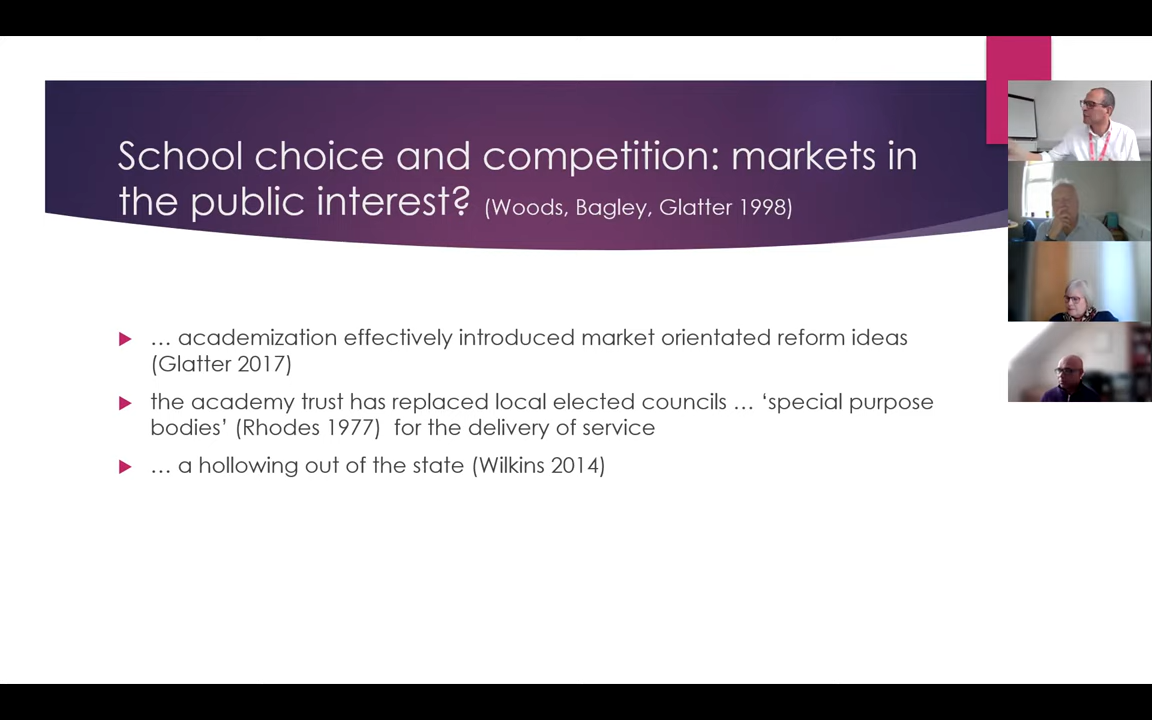 School choice and competition: markets in
the public interest? (Woods, Bagley, Glatter 1998)
… academization effectively introduced market orientated reform ideas
(Glatter 2017)
the academy trust has replaced local elected councils … ‘special purpose
bodies’ (Rhodes 1977)  for the delivery of service
… a hollowing out of the state (Wilkins 2014)